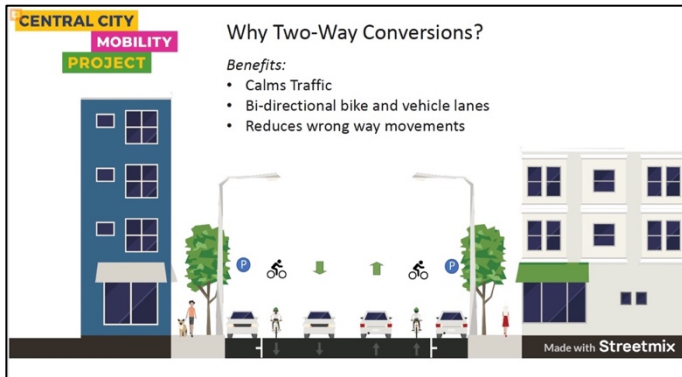 CENTRAL CITY
MOBILITY
PROJECT
Why Two-Way Conversions?
Benefits:
• Calms Traffic
• Bi-directional bike and vehicle lanes
• Reduces wrong way movements
P
P
Made with Streetmix